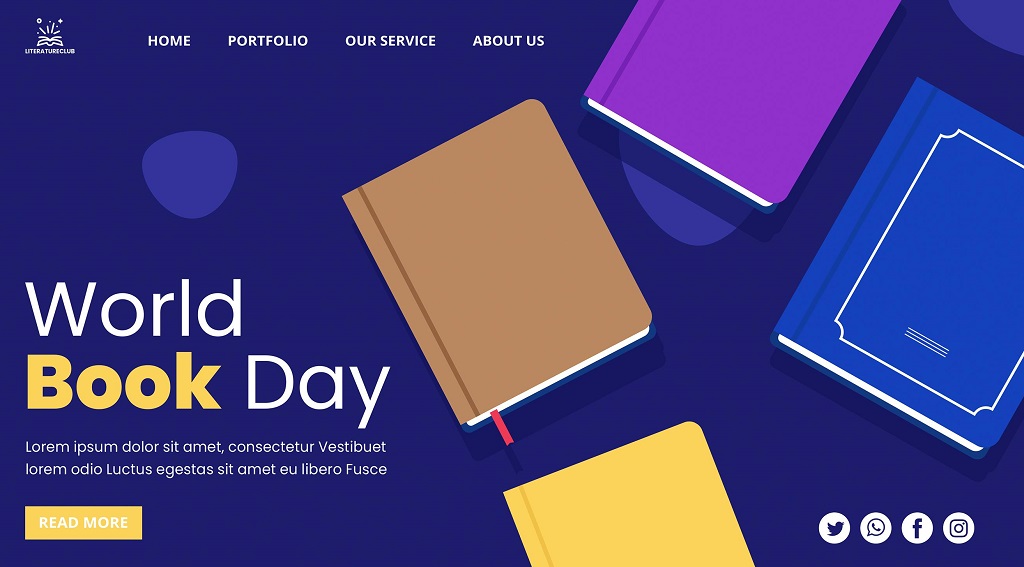 LITERATURECLUB
HOME PORTFOLIO OUR SERVICE ABOUT US
World
Book Day
Lorem ipsum dolor sit amet, consectetur Vestibuet
lorem odio Luctus egestas sit amet eu libero Fusce
READ MORE